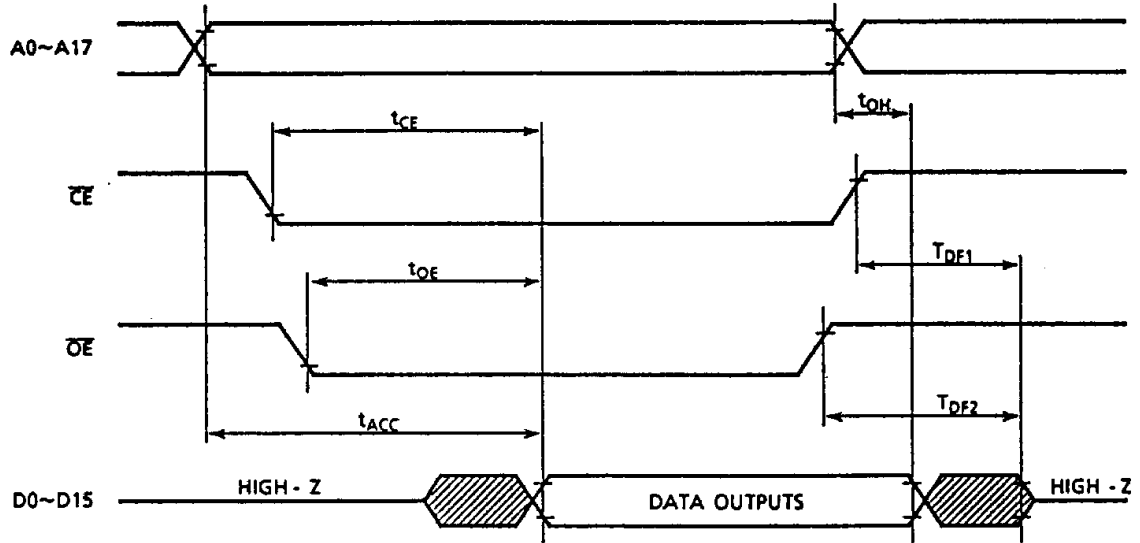 A0~A17
tOH
tCE
CE
TDF1
tOE
OE
TDF2
tACC
D0~D15
HIGH - Z
DATA OUTPUTS
HIGH - Z